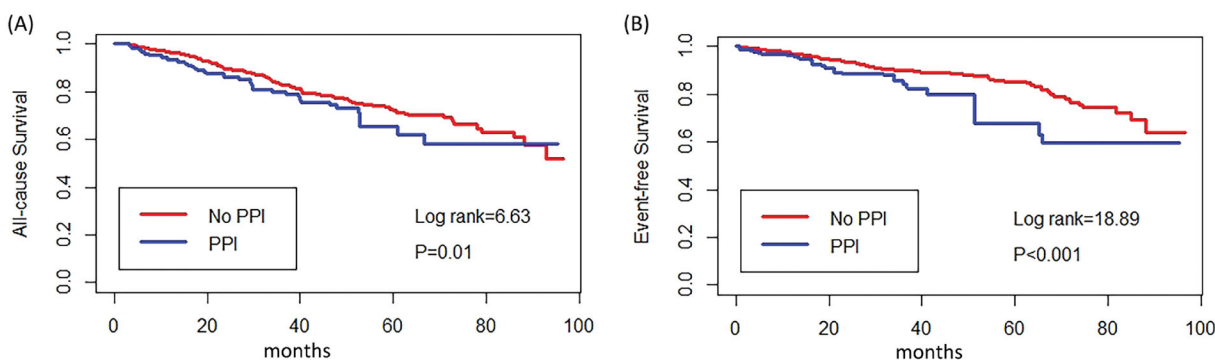 (A)
All-cause Survival
1.0
0.8
0.6
0.4
0.2
0.0
No PPI
PPI
Log rank=6.63
P=0.01
0 20 40 60 80 100
months
(B)
Event-free Survival
1.0
0.8
0.6
0.4
0.2
0.0
No PPI
PPI
Log rank=18.89
P<0.001
0 20 40 60 80 100
months